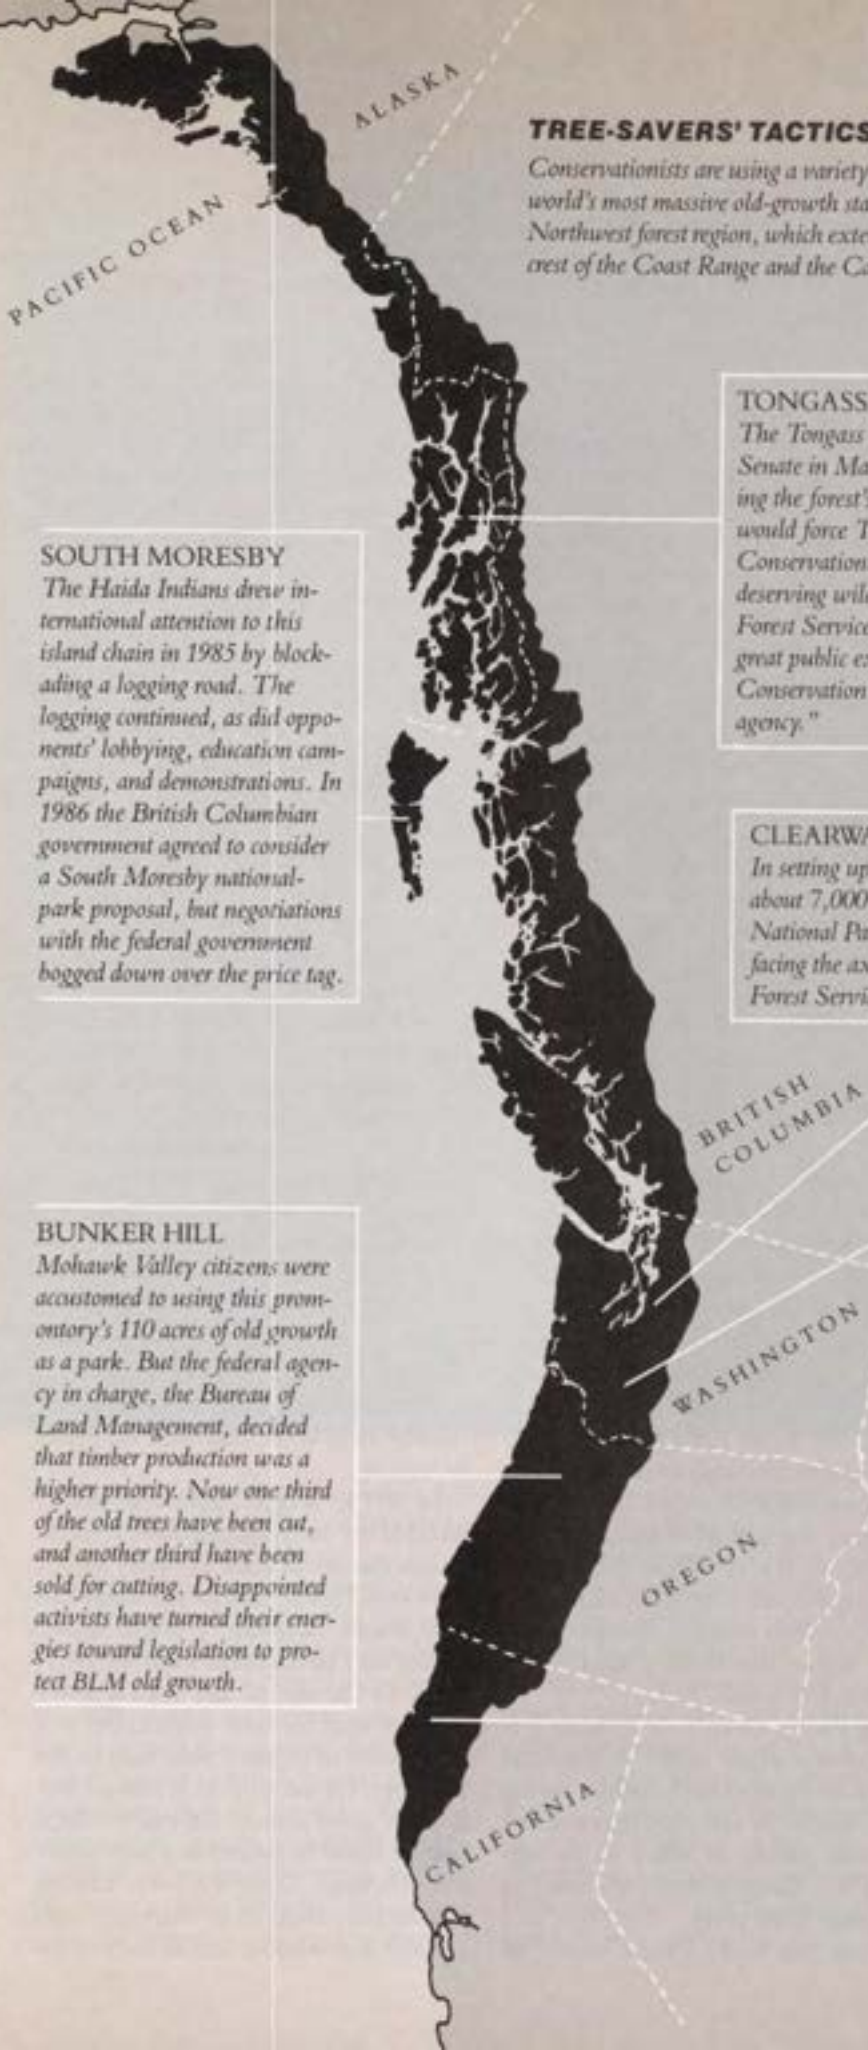 ALASKA
TREE-SAVERS' TACTICS
Conservationists are using a variety
world's most massive old-growth sta
Northwest forest region, which exte
crest of the Coast Range and the Ca
PACIFIC OCEAN
TONGASS
The Tongass
Senate in Ma
ing the forest's
would force T
Conservation
deserving wild
Forest Service
great public ex
Conservation
agency."
SOUTH MORESBY
The Haida Indians drew in-
ternational attention to this
island chain in 1985 by block-
ading a logging road. The
logging continued, as did oppo-
nents' lobbying, education cam-
paigns, and demonstrations. In
1986 the British Columbian
government agreed to consider
a South Moresby national-
park proposal, but negotiations
with the federal government
bogged down over the price tag.
CLEARWA
In setting up
about 7,000
National Pa
facing the ax
Forest Servi
BRITISH
COLUMBIA
BUNKER HILL
Mohawk Valley citizens were
accustomed to using this prom-
ontory's 110 acres of old growth
as a park. But the federal agen-
cy in charge, the Bureau of
Land Management, decided
that timber production was a
higher priority. Now one third
of the old trees have been cut,
and another third have been
sold for cutting. Disappointed
activists have turned their ener-
gies toward legislation to pro-
tect BLM old growth.
WASHINGTON
OREGON
CALIFORNIA